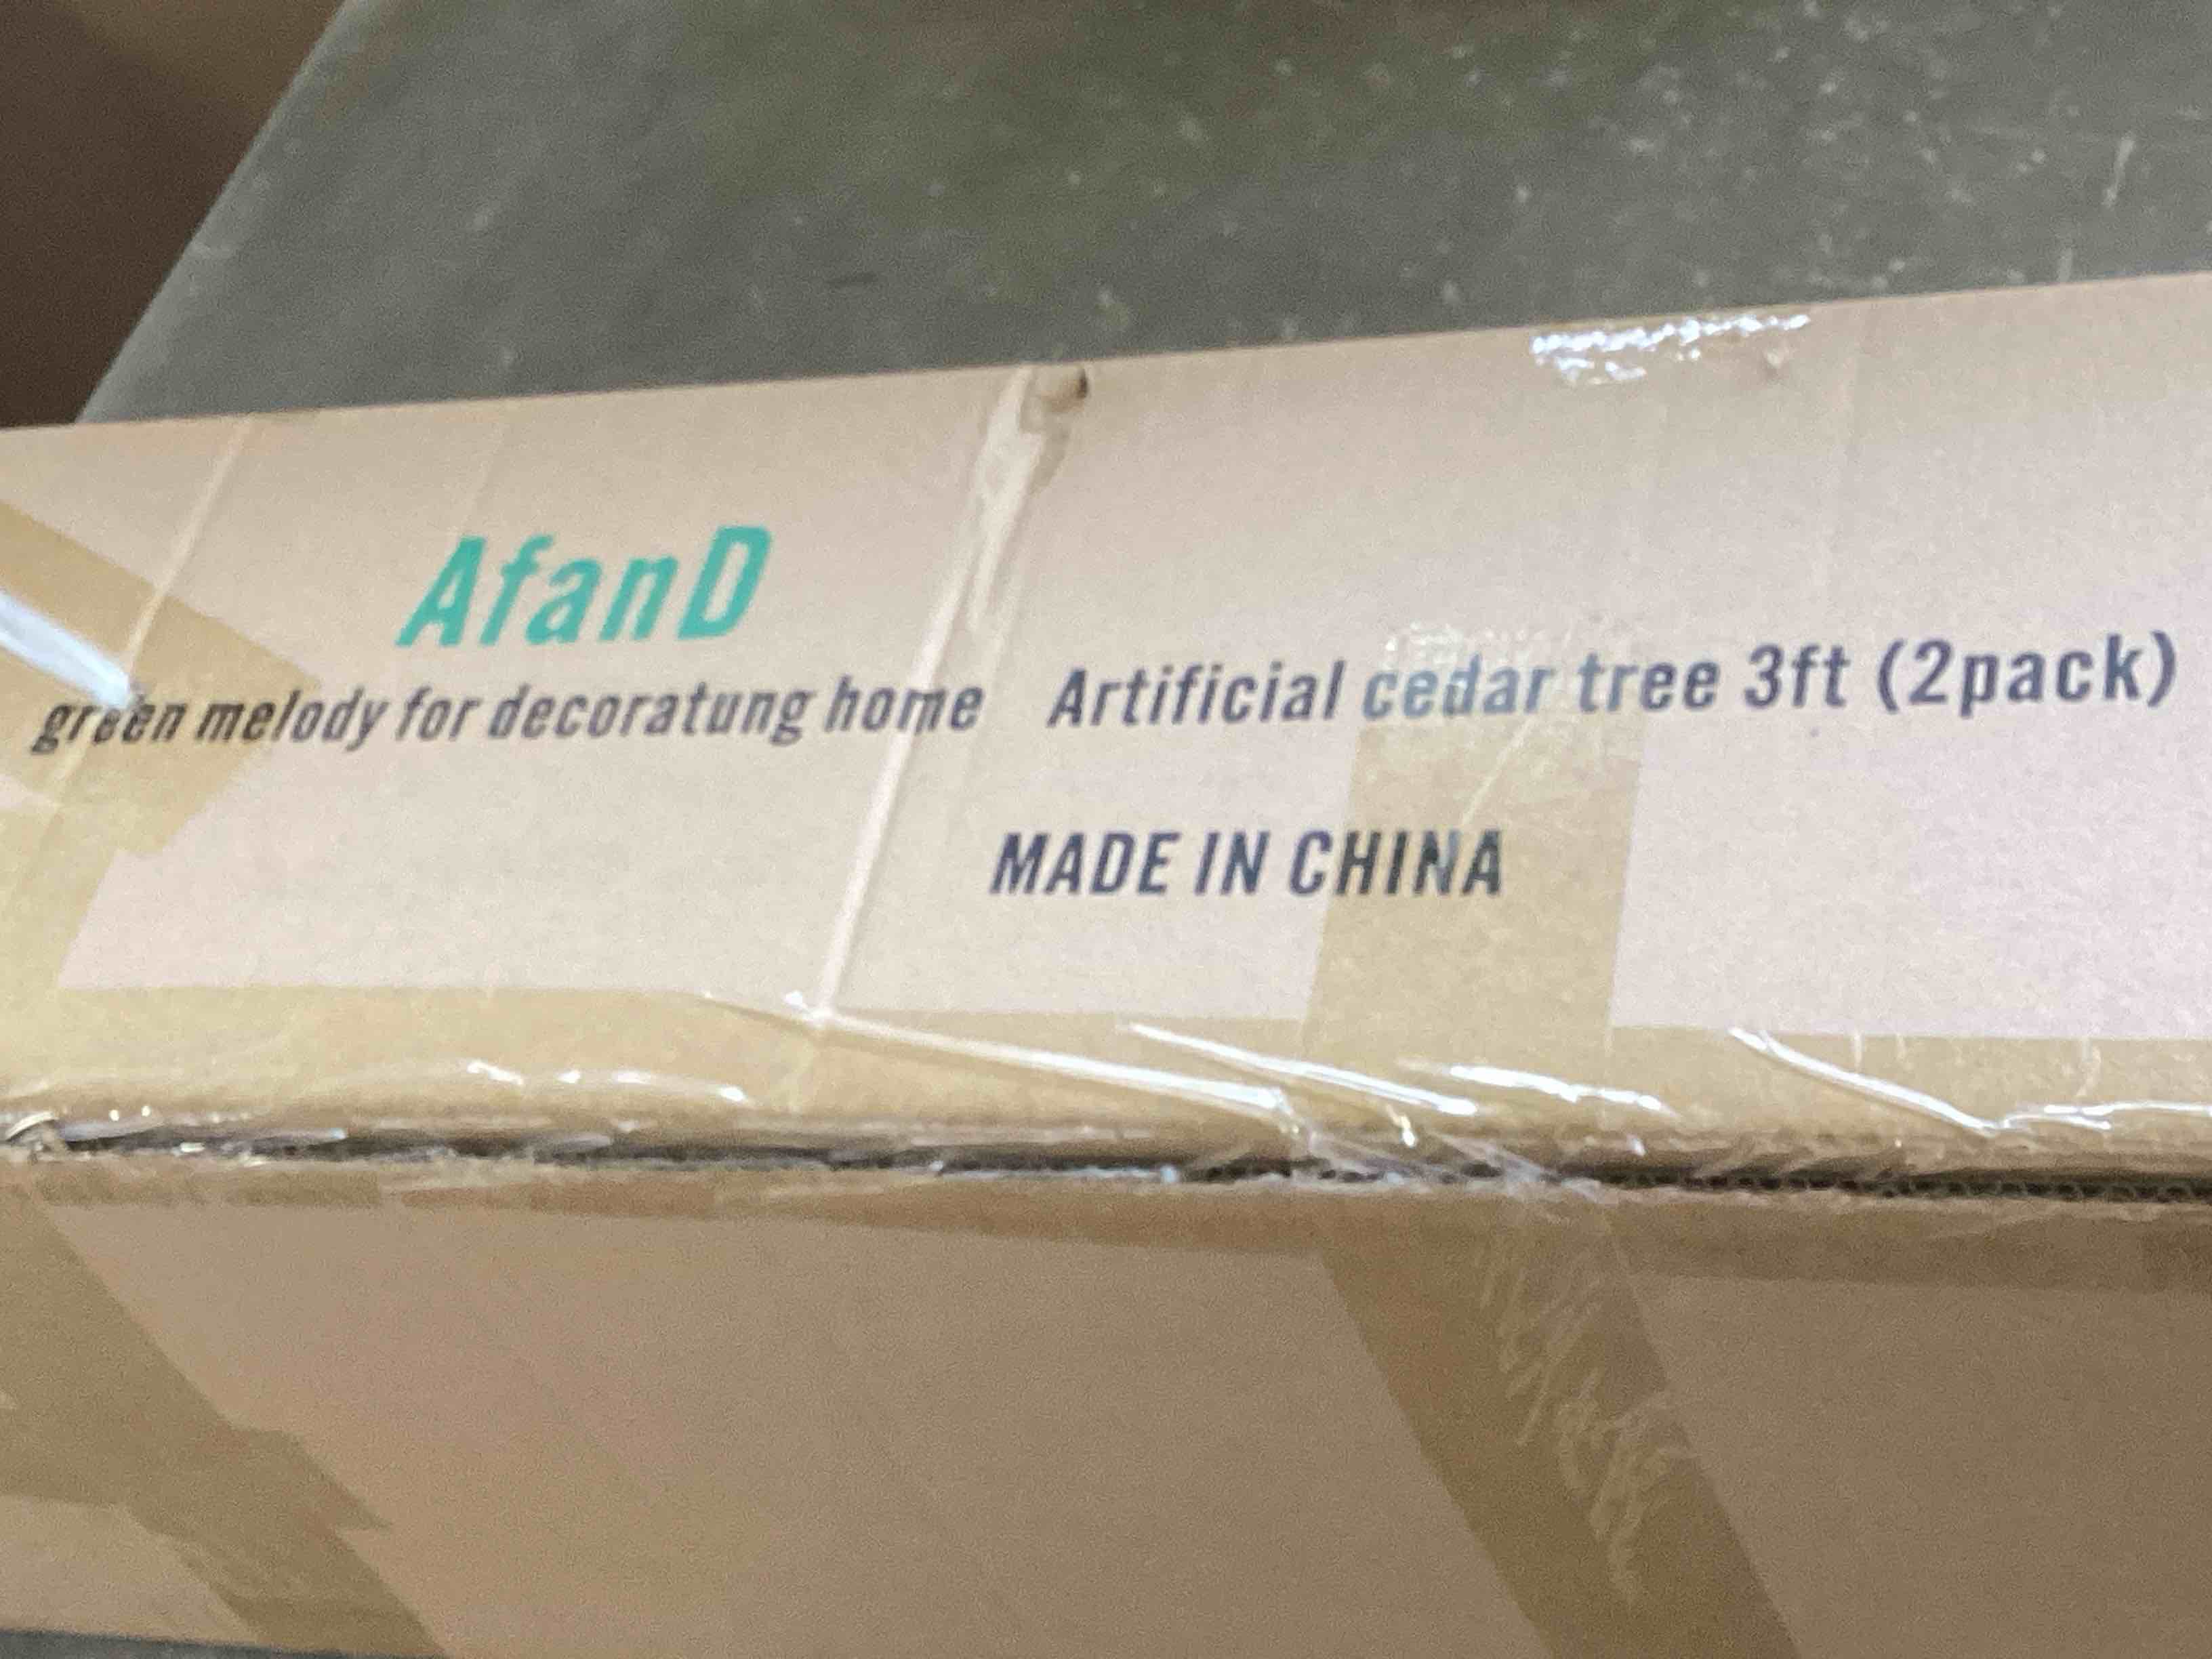 AfanD
green melody for decoratung home
Artificial cedar tree 3ft (2pack)
MADE IN CHINA